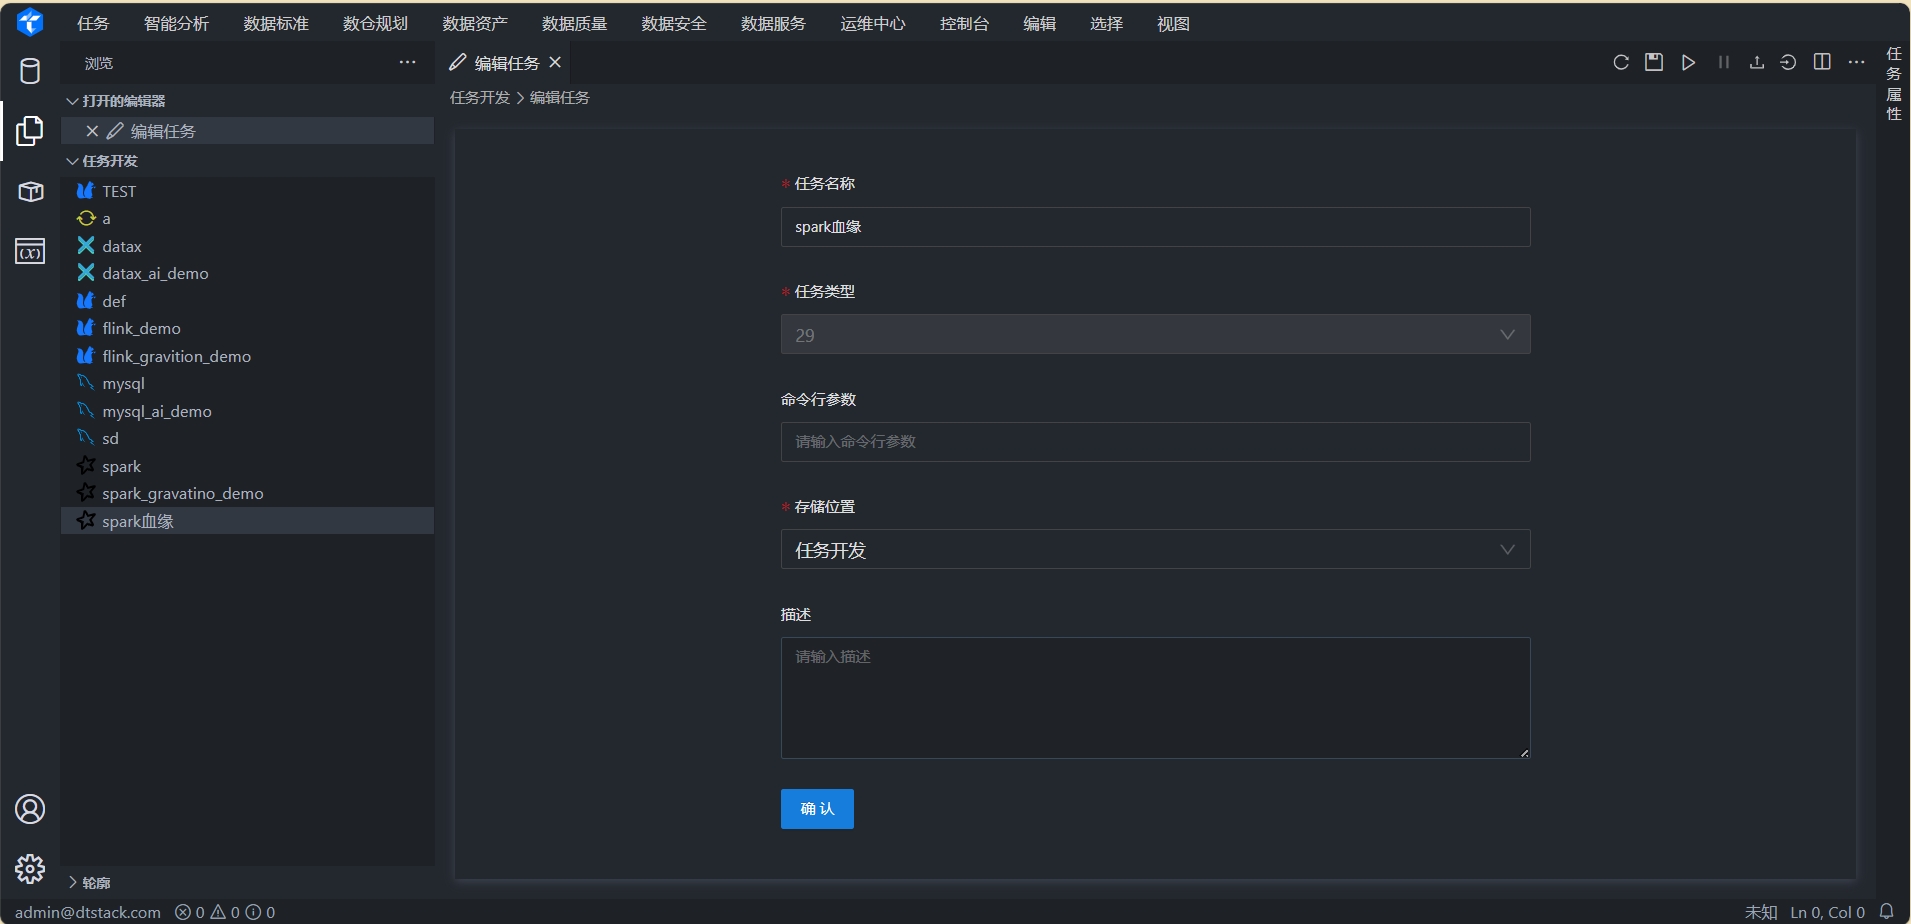 任务 智能分析 数据标准 数仓规划 数据资产 数据质量 数据安全 数据服务 运维中心 控制台 编辑 选择 视图
浏览 ···
编辑任务
任务属性
任务开发 > 编辑任务
打开的编辑器
编辑任务
任务开发
TEST
a
datax
datax_ai_demo
def
flink_demo
flink_gravition_demo
mysql
mysql_ai_demo
sd
spark
spark_gravatino_demo
spark血缘
轮廓
* 任务名称
spark血缘
* 任务类型
29
命令行参数
请输入命令行参数
* 存储位置
任务开发
描述
请输入描述
确 认
(x)
admin@dtstack.com 0 0 0
未知 Ln 0, Col 0